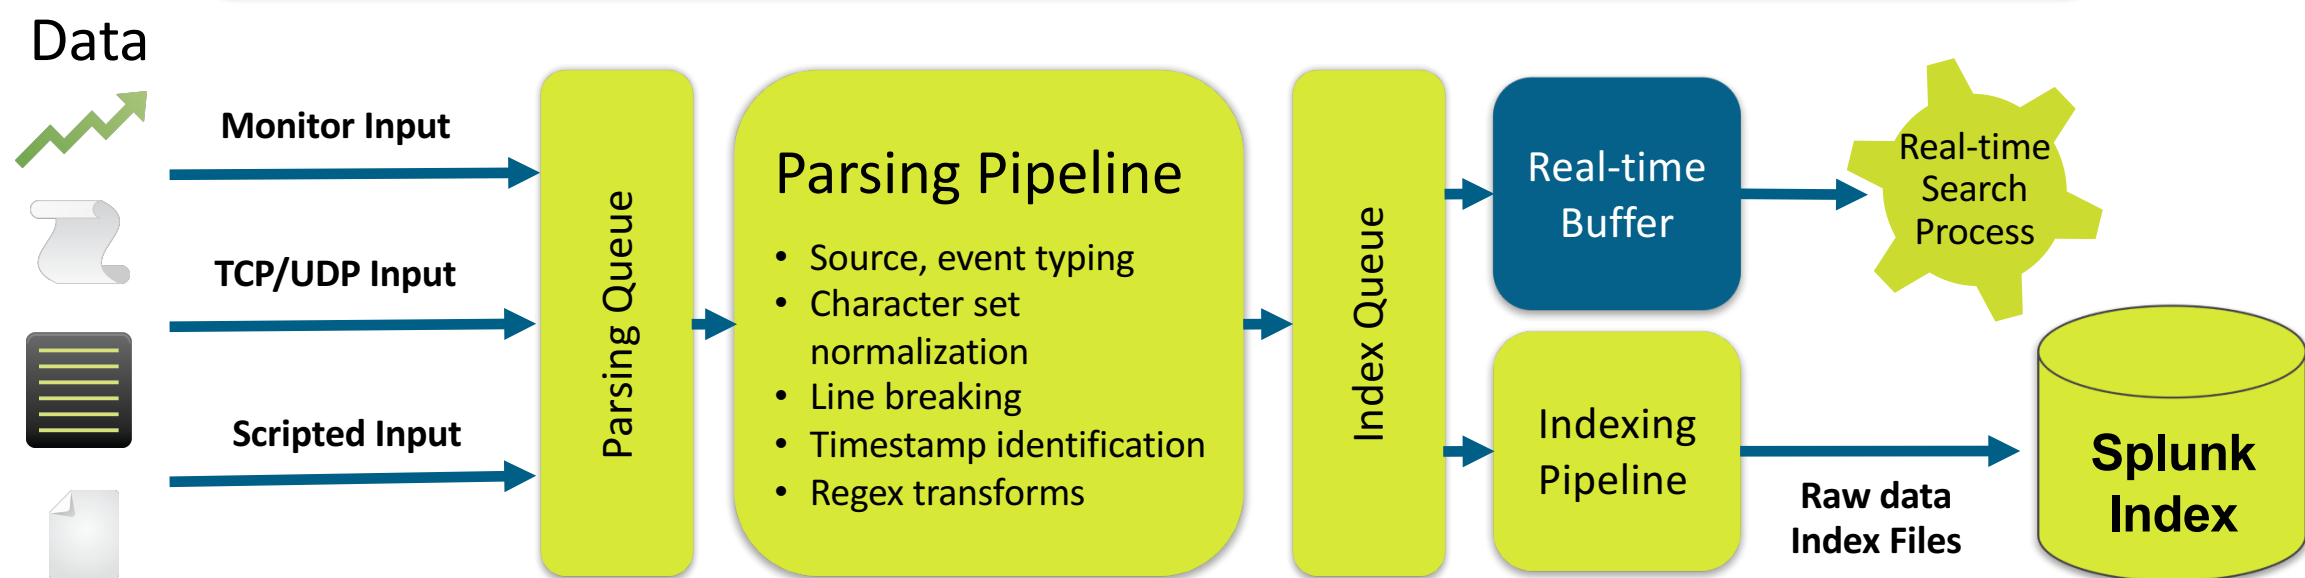 Data
Monitor Input
TCP/UDP Input
Scripted Input
Parsing Queue
Parsing Pipeline
• Source, event typing
• Character set
normalization
• Line breaking
• Timestamp identification
• Regex transforms
Index Queue
Real-time
Buffer
Real-time
Search
Process
Indexing
Pipeline
Raw data
Index Files
Splunk
Index